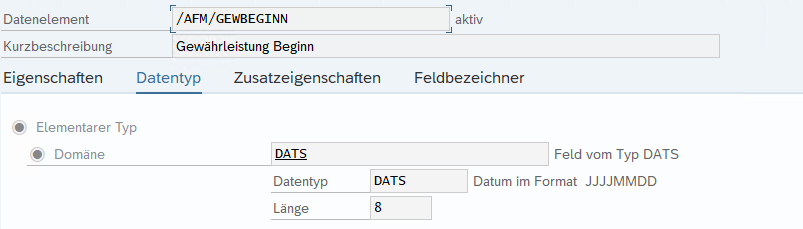 Datenelement /AFM/GEWBEGINN aktiv
Kurzbeschreibung Gewährleistung Beginn
Eigenschaften Datentyp Zusatzeigenschaften Feldbezeichner
Elementarer Typ
Domäne DATS Feld vom Typ DATS
Datentyp DATS Datum im Format JJJJMMDD
Länge 8